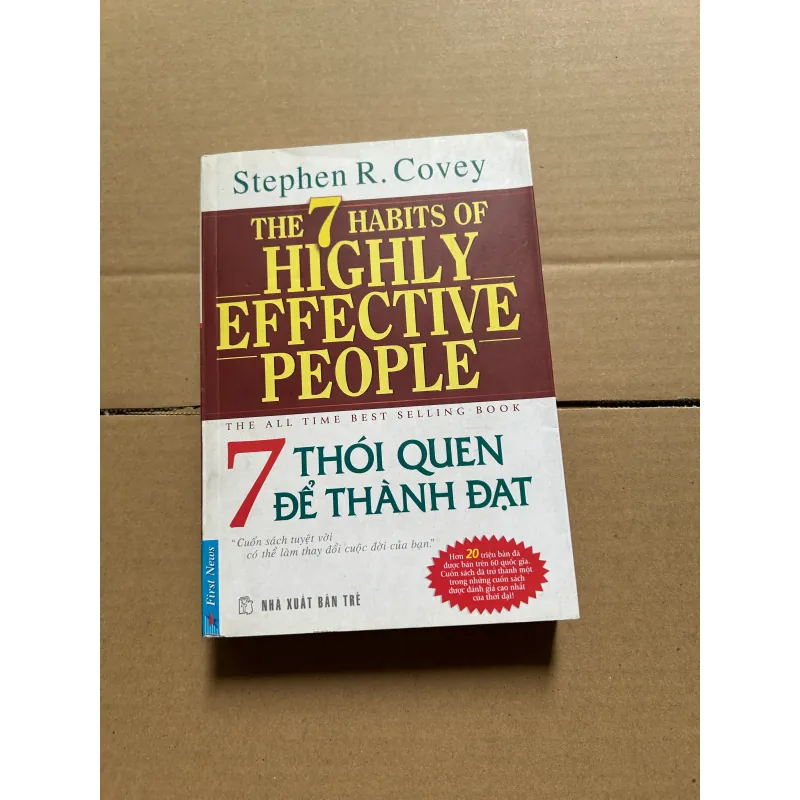 Stephen R. Covey
THE 7 HABITS OF
HIGHLY
EFFECTIVE
PEOPLE
THE ALL TIME BEST SELLING BOOK
7 THÓI QUEN
ĐỂ THÀNH ĐẠT
"Cuốn sách tuyệt vời
có thể làm thay đổi cuộc đời của bạn."
Hơn 20 triệu bản đã
được bán trên 60 quốc gia.
Cuốn sách đã trở thành một
trong những cuốn sách
được đánh giá cao nhất
của thời đại!
First News
NHÀ XUẤT BẢN TRẺ